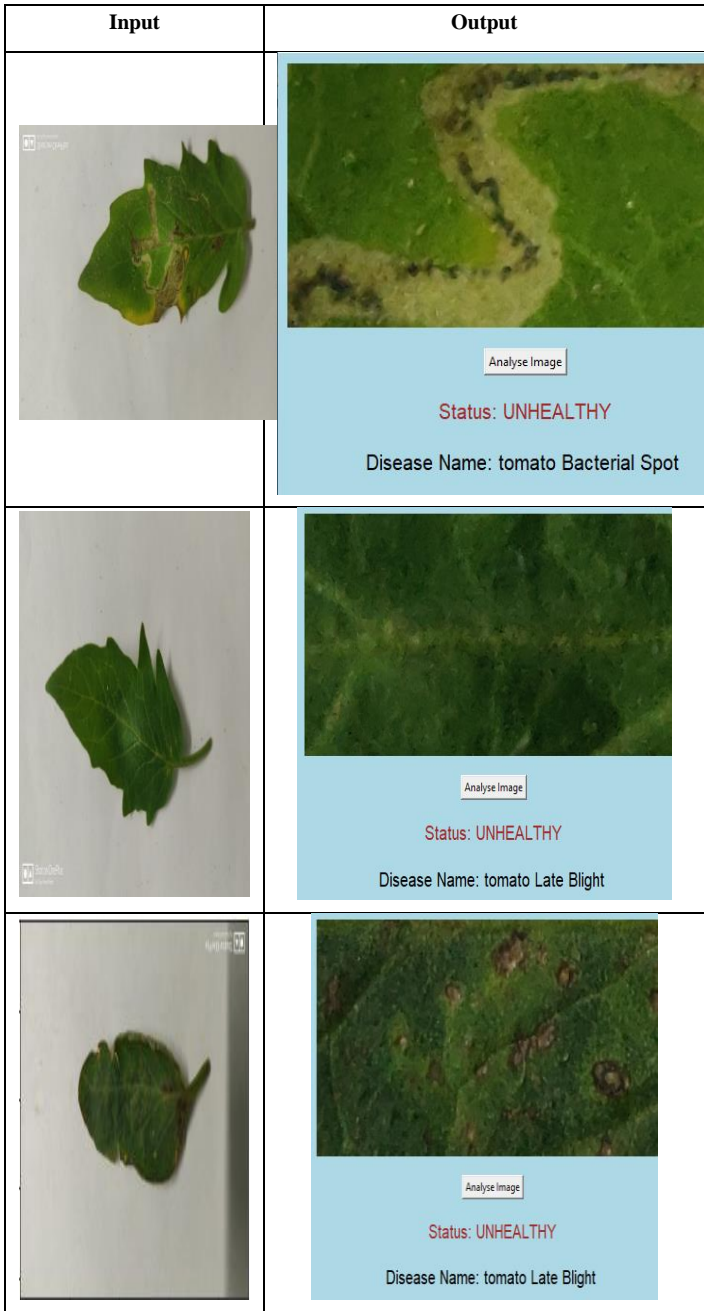 Input
Output
Analyse Image
Status: UNHEALTHY
Disease Name: tomato Bacterial Spot
Analyse Image
Status: UNHEALTHY
Disease Name: tomato Late Blight
Analyse Image
Status: UNHEALTHY
Disease Name: tomato Late Blight